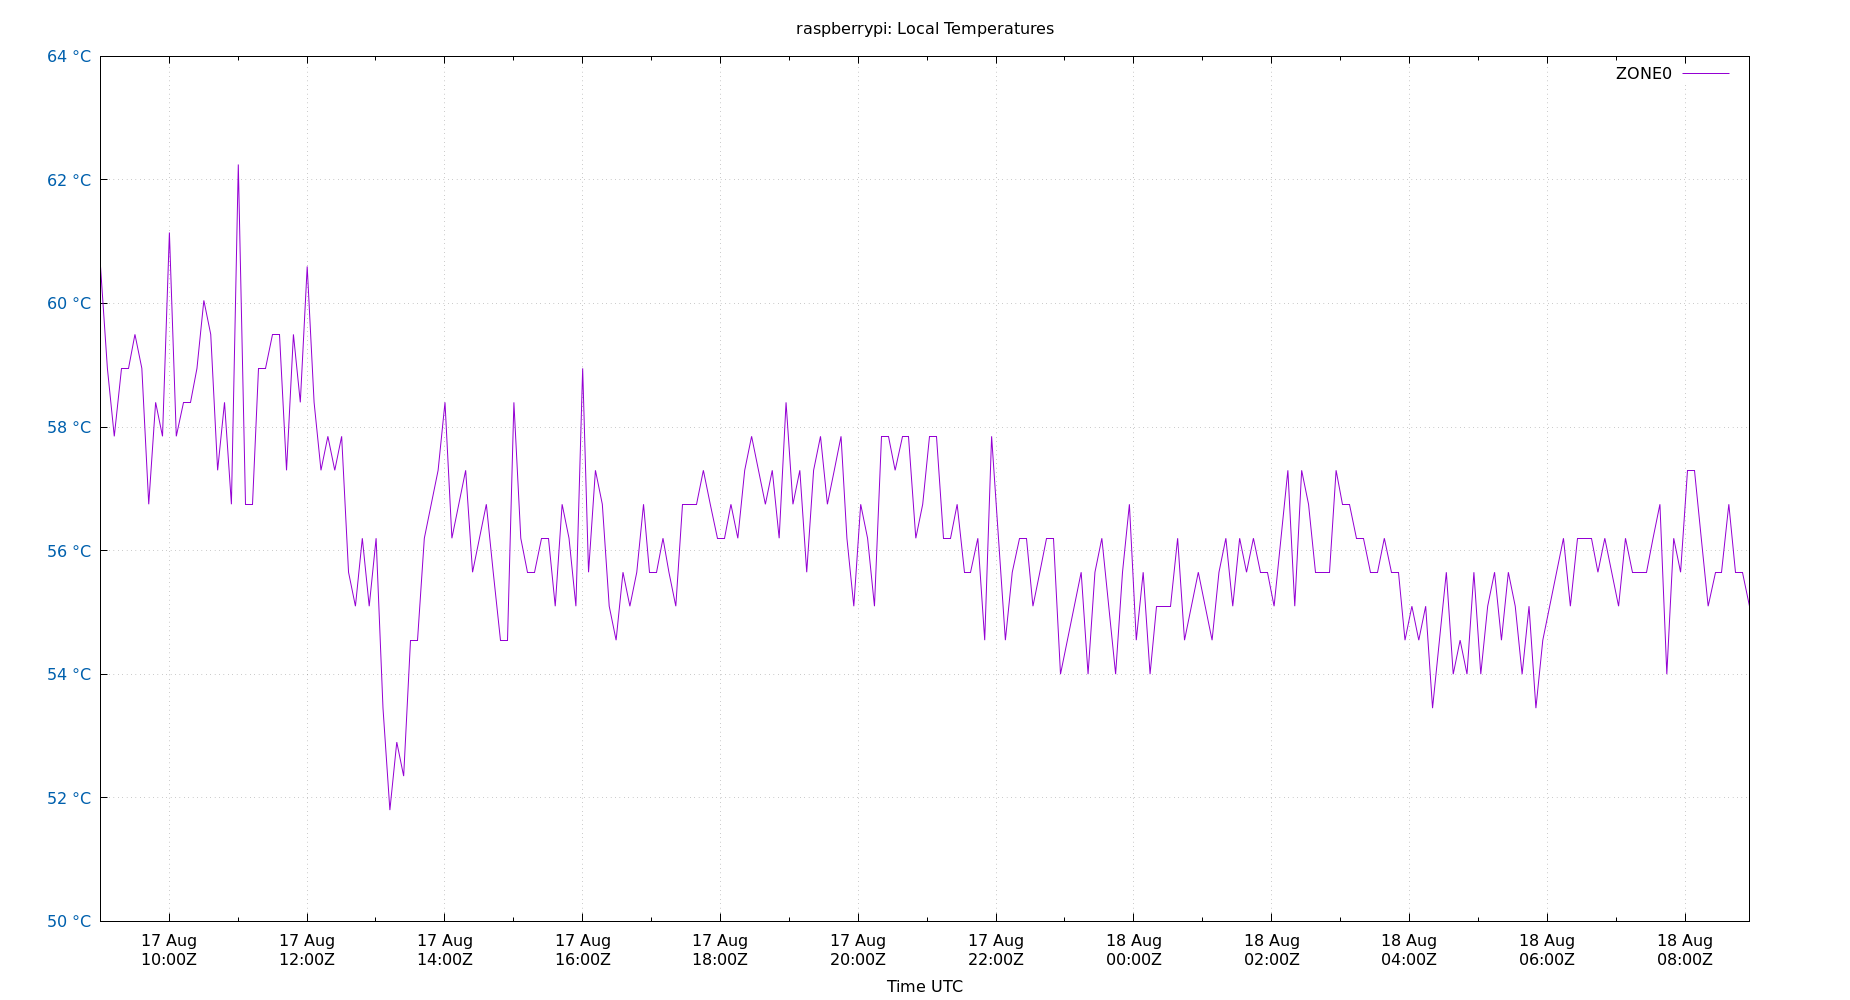 raspberrypi: Local Temperatures
64 °C
62 °C
60 °C
58 °C
56 °C
54 °C
52 °C
50 °C
ZONE0
17 Aug 17 Aug 17 Aug 17 Aug 17 Aug 17 Aug 17 Aug 18 Aug 18 Aug 18 Aug 18 Aug 18 Aug
10:00Z 12:00Z 14:00Z 16:00Z 18:00Z 20:00Z 22:00Z 00:00Z 02:00Z 04:00Z 06:00Z 08:00Z
Time UTC